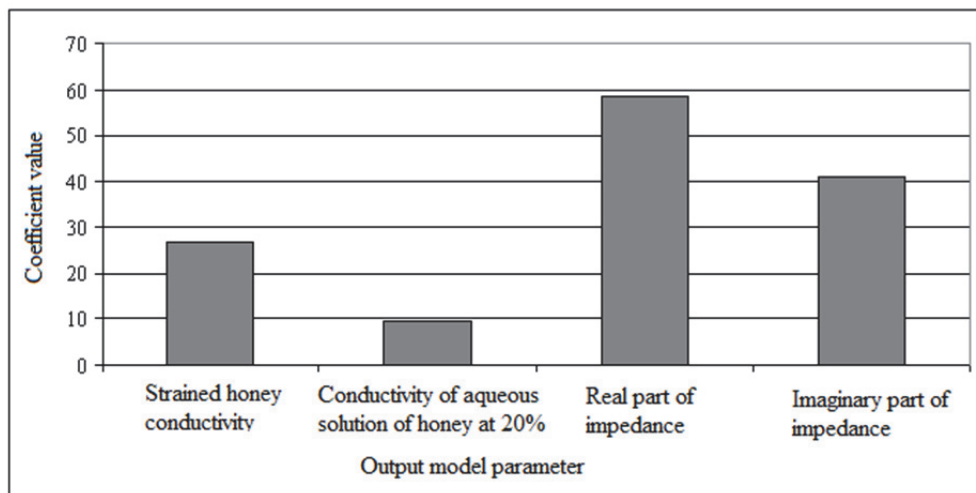 Coefficient value
70
60
50
40
30
20
10
0
Strained honey
conductivity
Conductivity of aqueous
solution of honey at 20%
Real part of
impedance
Imaginary part of
impedance
Output model parameter